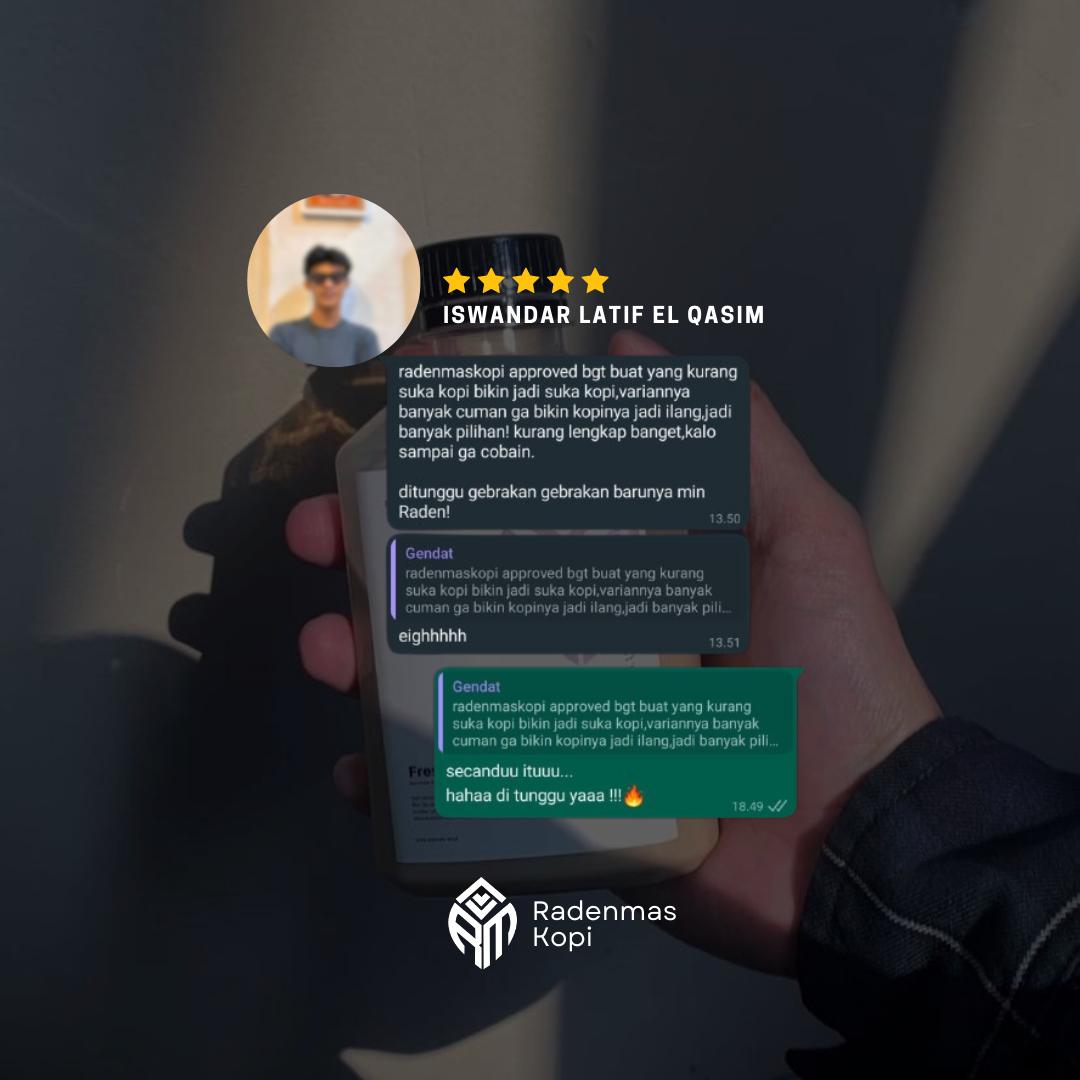 ISWANDAR LATIF EL QASIM
radenmaskopi approved bgt buat yang kurang
suka kopi bikin jadi suka kopi,variannya
banyak cuman ga bikin kopinya jadi ilang,jadi
banyak pilihan! kurang lengkap banget,kalo
sampai ga cobain.
ditunggu gebrakan gebrakan barunya min
Raden!
13.50
Gendat
radenmaskopi approved bgt buat yang kurang
suka kopi bikin jadi suka kopi,variannya banyak
cuman ga bikin kopinya jadi ilang,jadi banyak pili...
eighhhhh
13.51
Gendat
radenmaskopi approved bgt buat yang kurang
suka kopi bikin jadi suka kopi,variannya banyak
cuman ga bikin kopinya jadi ilang,jadi banyak pili...
secanduu ituuu...
hahaa di tunggu yaaa !!!🔥
18.49
Radenmas
Kopi